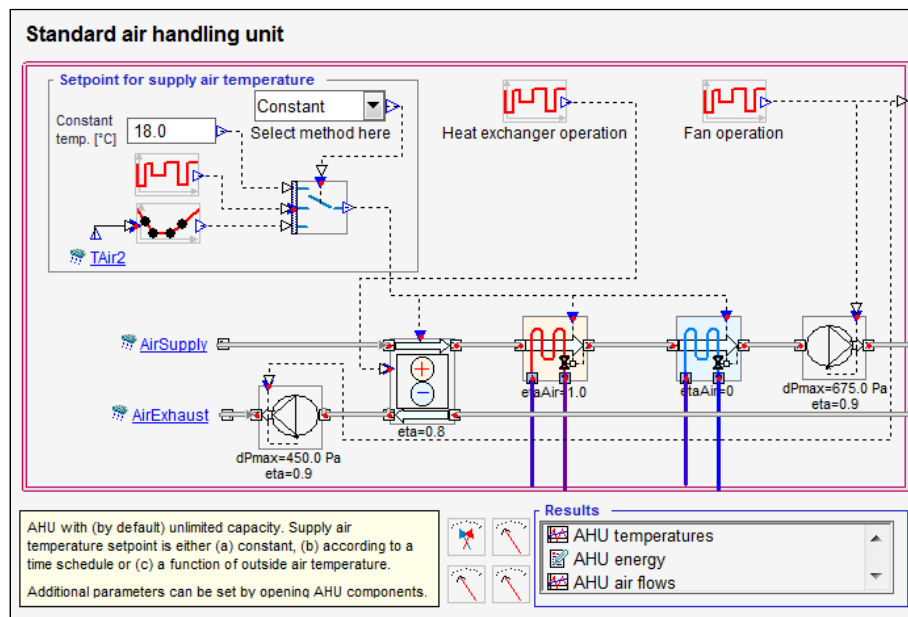 Standard air handling unit
Setpoint for supply air temperature
Constant
Constant
temp. [°C]
18.0
Select method here
Heat exchanger operation
Fan operation
TAir2
AirSupply
etaAir=1.0
etaAir=0
dPmax=675.0 Pa
eta=0.9
AirExhaust
eta=0.8
dPmax=450.0 Pa
eta=0.9
AHU with (by default) unlimited capacity. Supply air
temperature setpoint is either (a) constant, (b) according to a
time schedule or (c) a function of outside air temperature.
Additional parameters can be set by opening AHU components.
Results
AHU temperatures
AHU energy
AHU air flows